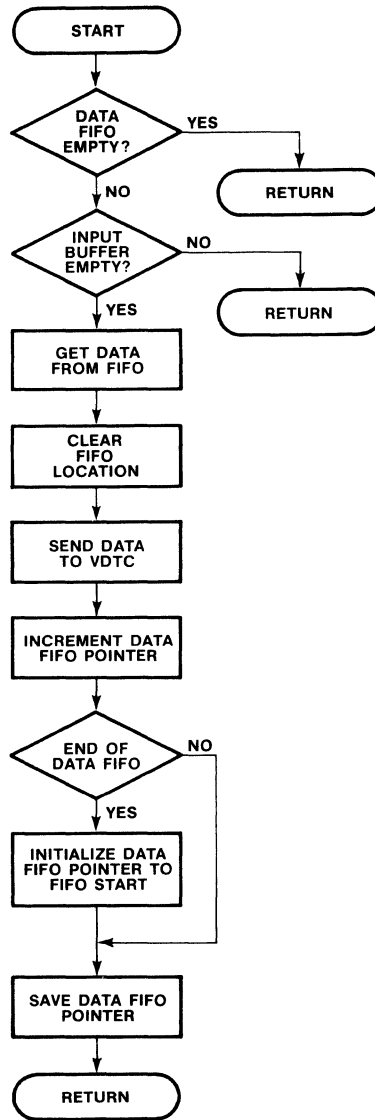 START
DATA
FIFO
EMPTY?
YES
RETURN
NO
INPUT
BUFFER
EMPTY?
NO
RETURN
YES
GET DATA
FROM FIFO
CLEAR
FIFO
LOCATION
SEND DATA
TO VDTC
INCREMENT DATA
FIFO POINTER
END OF
DATA FIFO
NO
YES
INITIALIZE DATA
FIFO POINTER TO
FIFO START
SAVE DATA FIFO
POINTER
RETURN